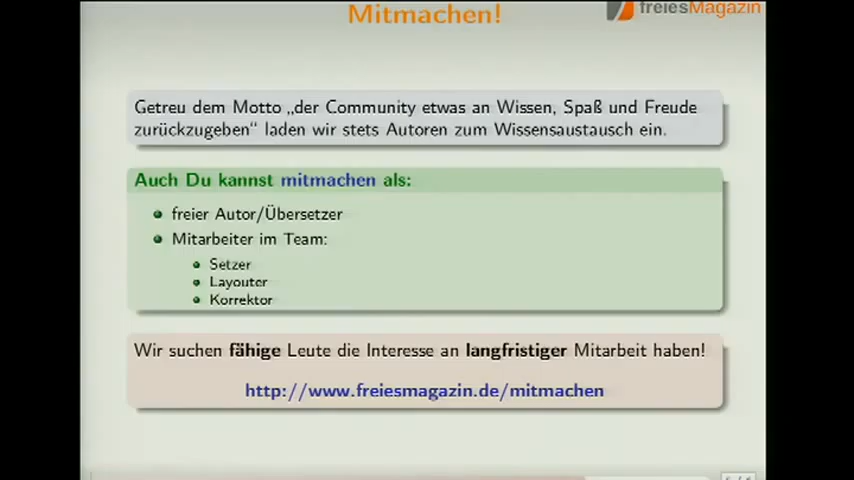 Mitmachen!
freiesMagazin
Getreu dem Motto „der Community etwas an Wissen, Spaß und Freude
zurückzugeben“ laden wir stets Autoren zum Wissensaustausch ein.
Auch Du kannst mitmachen als:
freier Autor/Übersetzer
Mitarbeiter im Team:
Setzer
Layouter
Korrektor
Wir suchen fähige Leute die Interesse an langfristiger Mitarbeit haben!
http://www.freiesmagazin.de/mitmachen